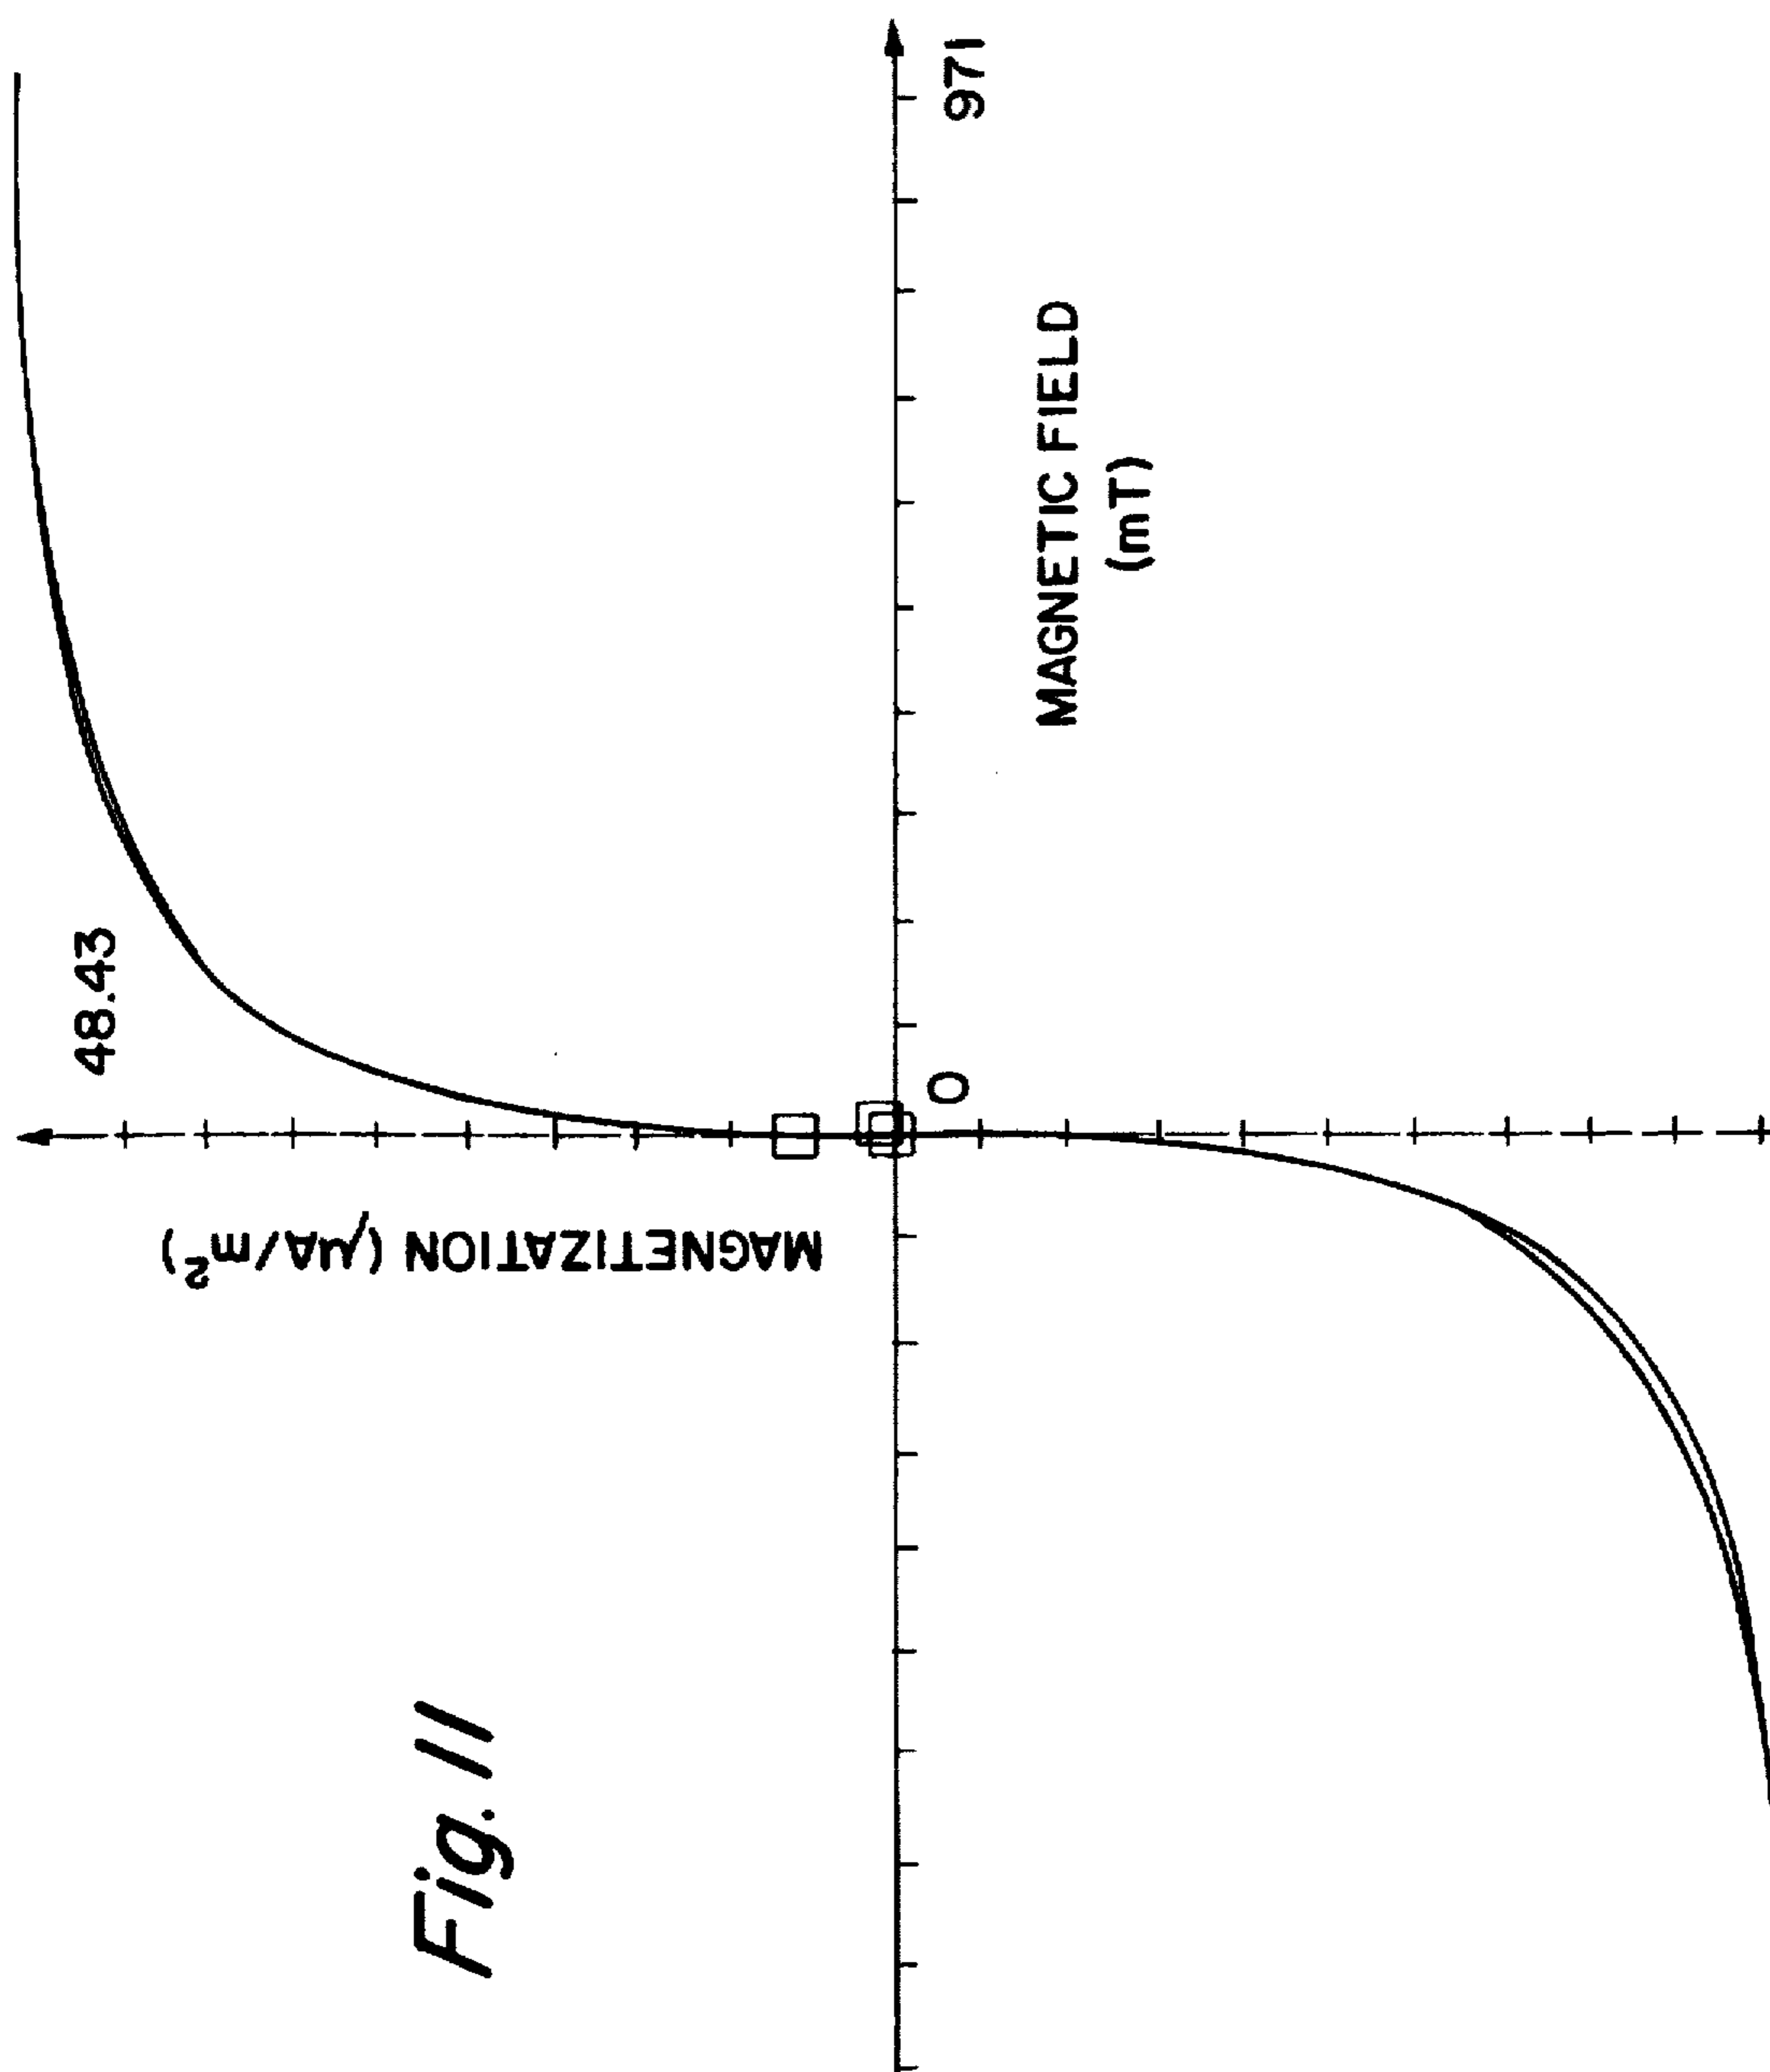 48.43
MAGNETIZATION (µA/m²)
0
971
MAGNETIC FIELD
(mT)
Fig. 11